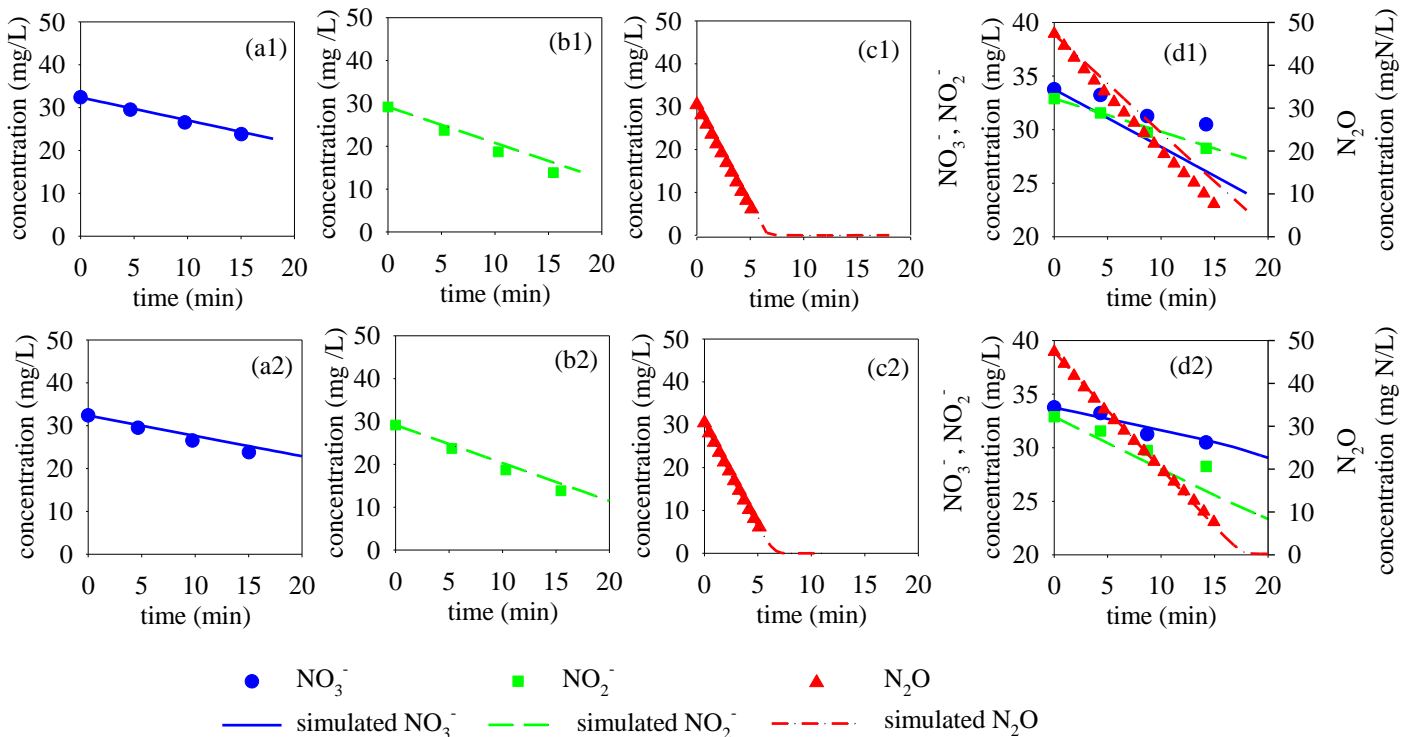 concentration (mg/L)
50
40
30
20
10
0
(a1)
0 5 10 15 20
time (min)
concentration (mg /L)
50
40
30
20
10
0
(b1)
0 5 10 15 20
time (min)
concentration (mg/L)
50
40
30
20
10
0
(c1)
0 5 10 15 20
time (min)
NO₃⁻, NO₂⁻
concentration (mg/L)
40
35
30
25
20
(d1)
0 5 10 15 20
time (min)
50
40
30
20
10
0
N₂O
concentration (mgN/L)
concentration (mg/L)
50
40
30
20
10
0
(a2)
0 5 10 15 20
time (min)
concentration (mg /L)
50
40
30
20
10
0
(b2)
0 5 10 15 20
time (min)
concentration (mg/L)
50
40
30
20
10
0
(c2)
0 5 10 15 20
time (min)
NO₃⁻, NO₂⁻
concentration (mg/L)
40
35
30
25
20
(d2)
0 5 10 15 20
time (min)
50
40
30
20
10
0
N₂O
concentration (mg N/L)
NO₃⁻ NO₂⁻ N₂O
simulated NO₃⁻ simulated NO₂⁻ simulated N₂O